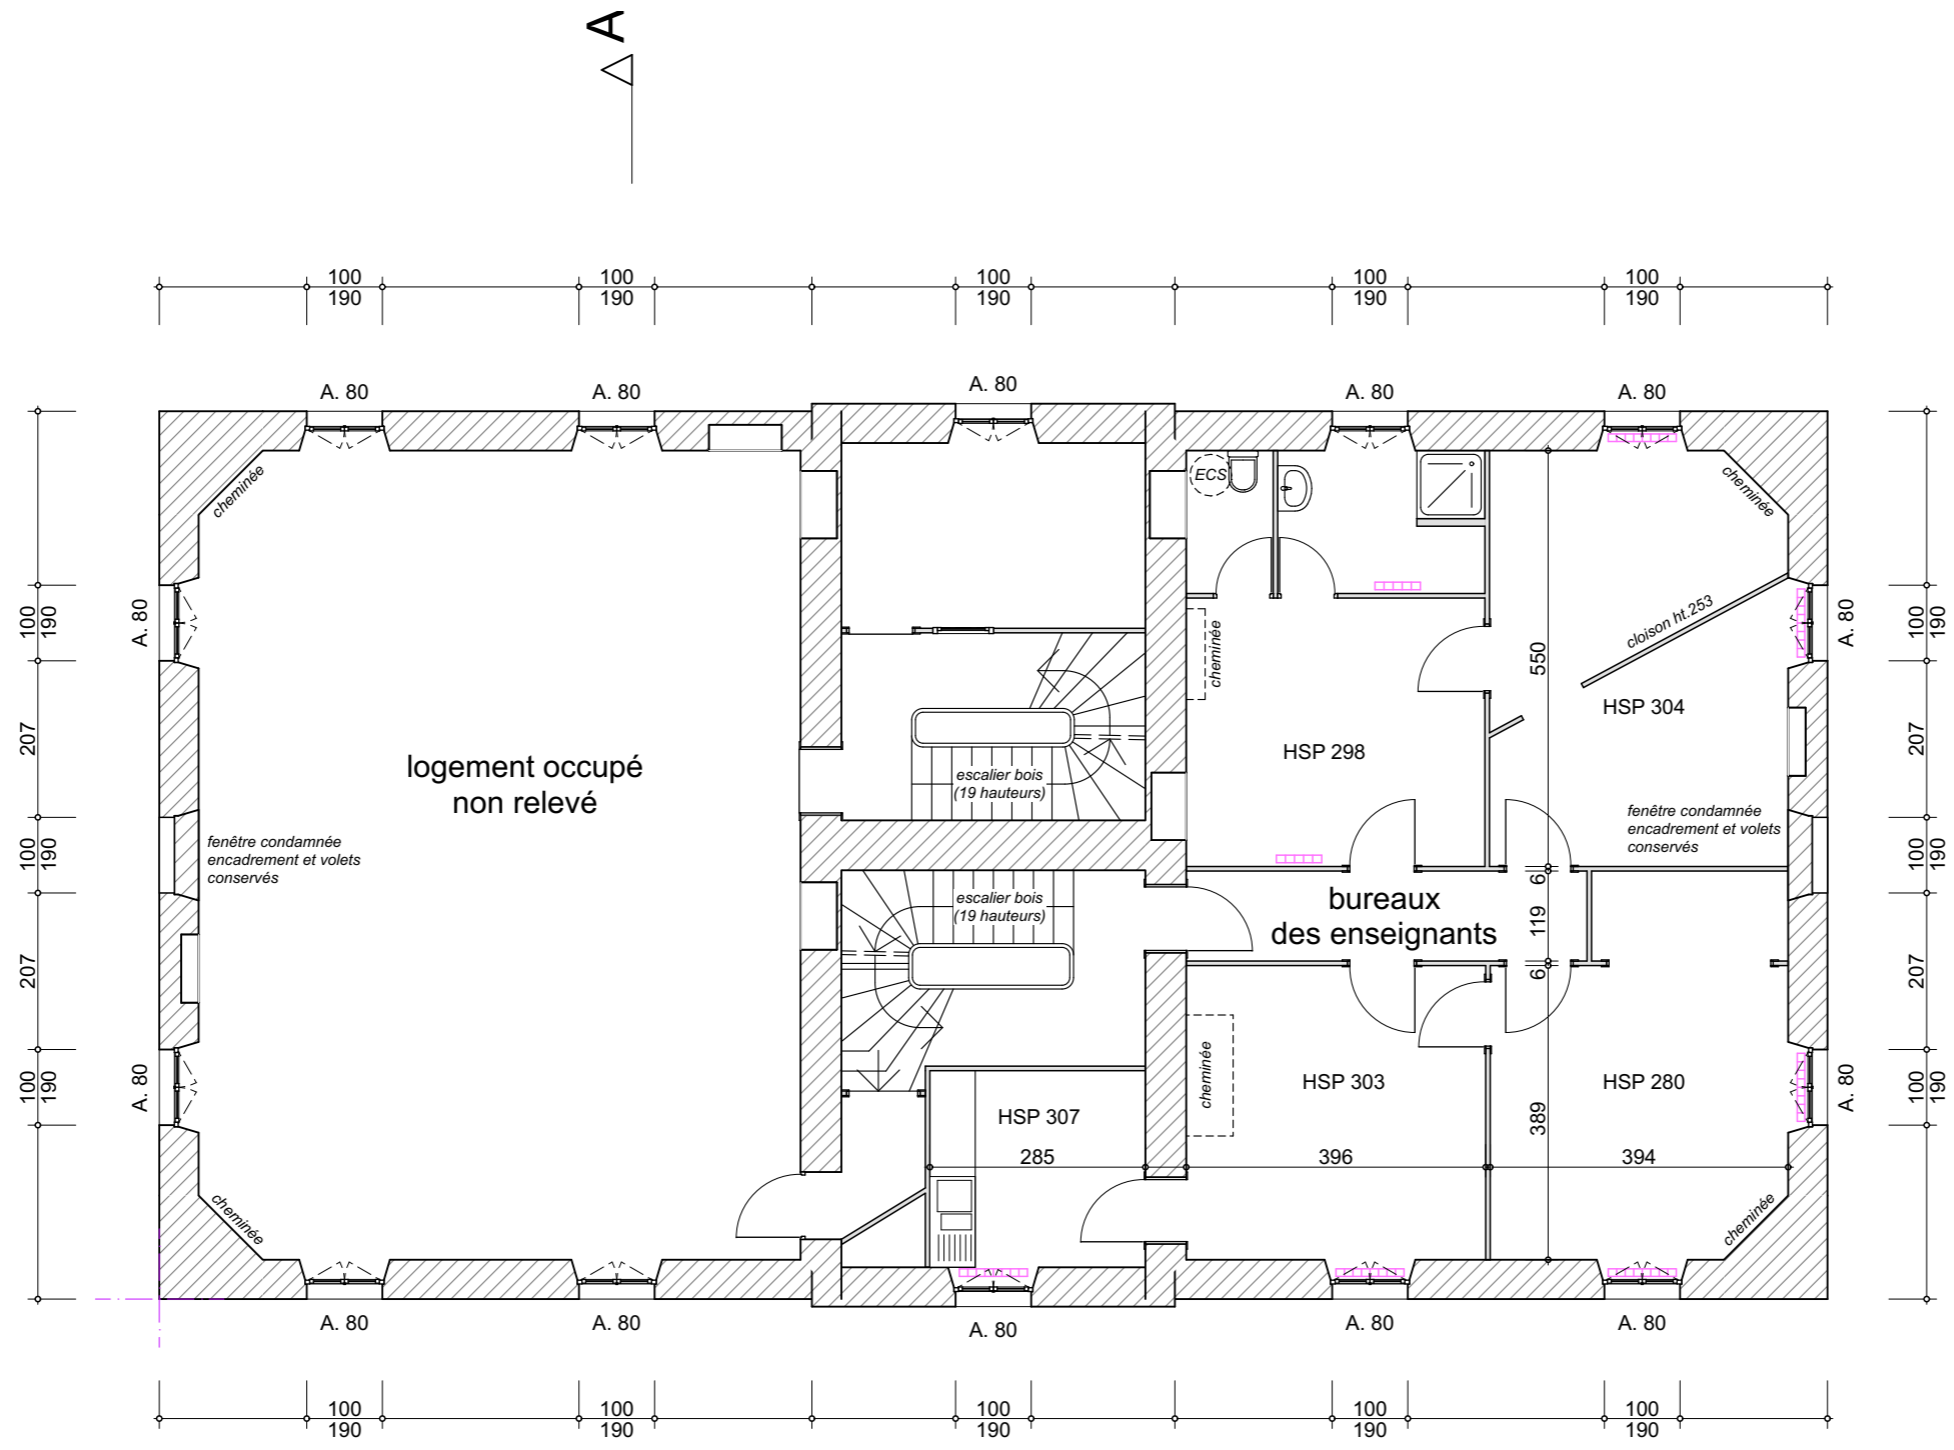 A
100 100 100 100 100
190 190 190 190 190
A. 80 A. 80 A. 80 A. 80 A. 80
cheminée
ECS
cheminée
A. 80
100
190
cheminée
cloison ht.253
A. 80
100
190
550
HSP 304
207
logement occupé
non relevé
escalier bois
(19 hauteurs)
HSP 298
207
fenêtre condamnée
encadrement et volets
conservés
100
190
fenêtre condamnée
encadrement et volets
conservés
100
190
escalier bois
(19 hauteurs)
bureaux
des enseignants
6
119
6
207
207
A. 80
100
190
HSP 307
cheminée
HSP 303
HSP 280
389
A. 80
100
190
285
396
394
cheminée
cheminée
A. 80 A. 80 A. 80 A. 80 A. 80
100 100 100 100 100
190 190 190 190 190